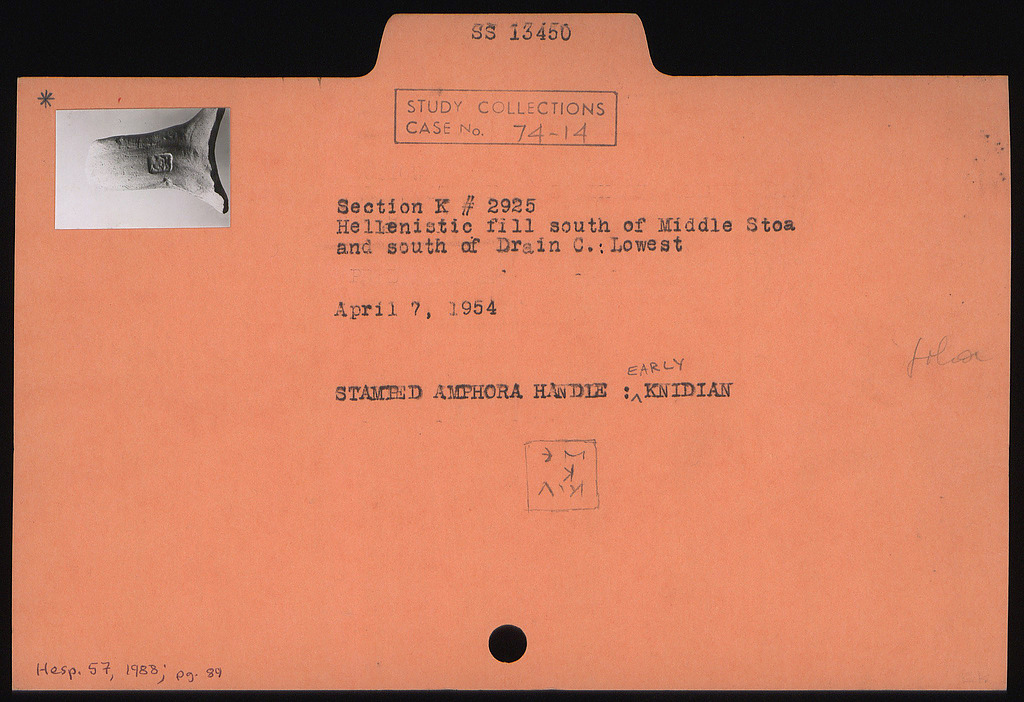 SS 13450
*
STUDY COLLECTIONS
CASE No. 74-14
Section K # 2925
Hellenistic fill south of Middle Stoa
and south of Drain C.: Lowest
April 7, 1954
EARLY
STAMPED AMPHORA HANDLE : ^ KNIDIAN
Hesp. 57, 1988; pg. 89